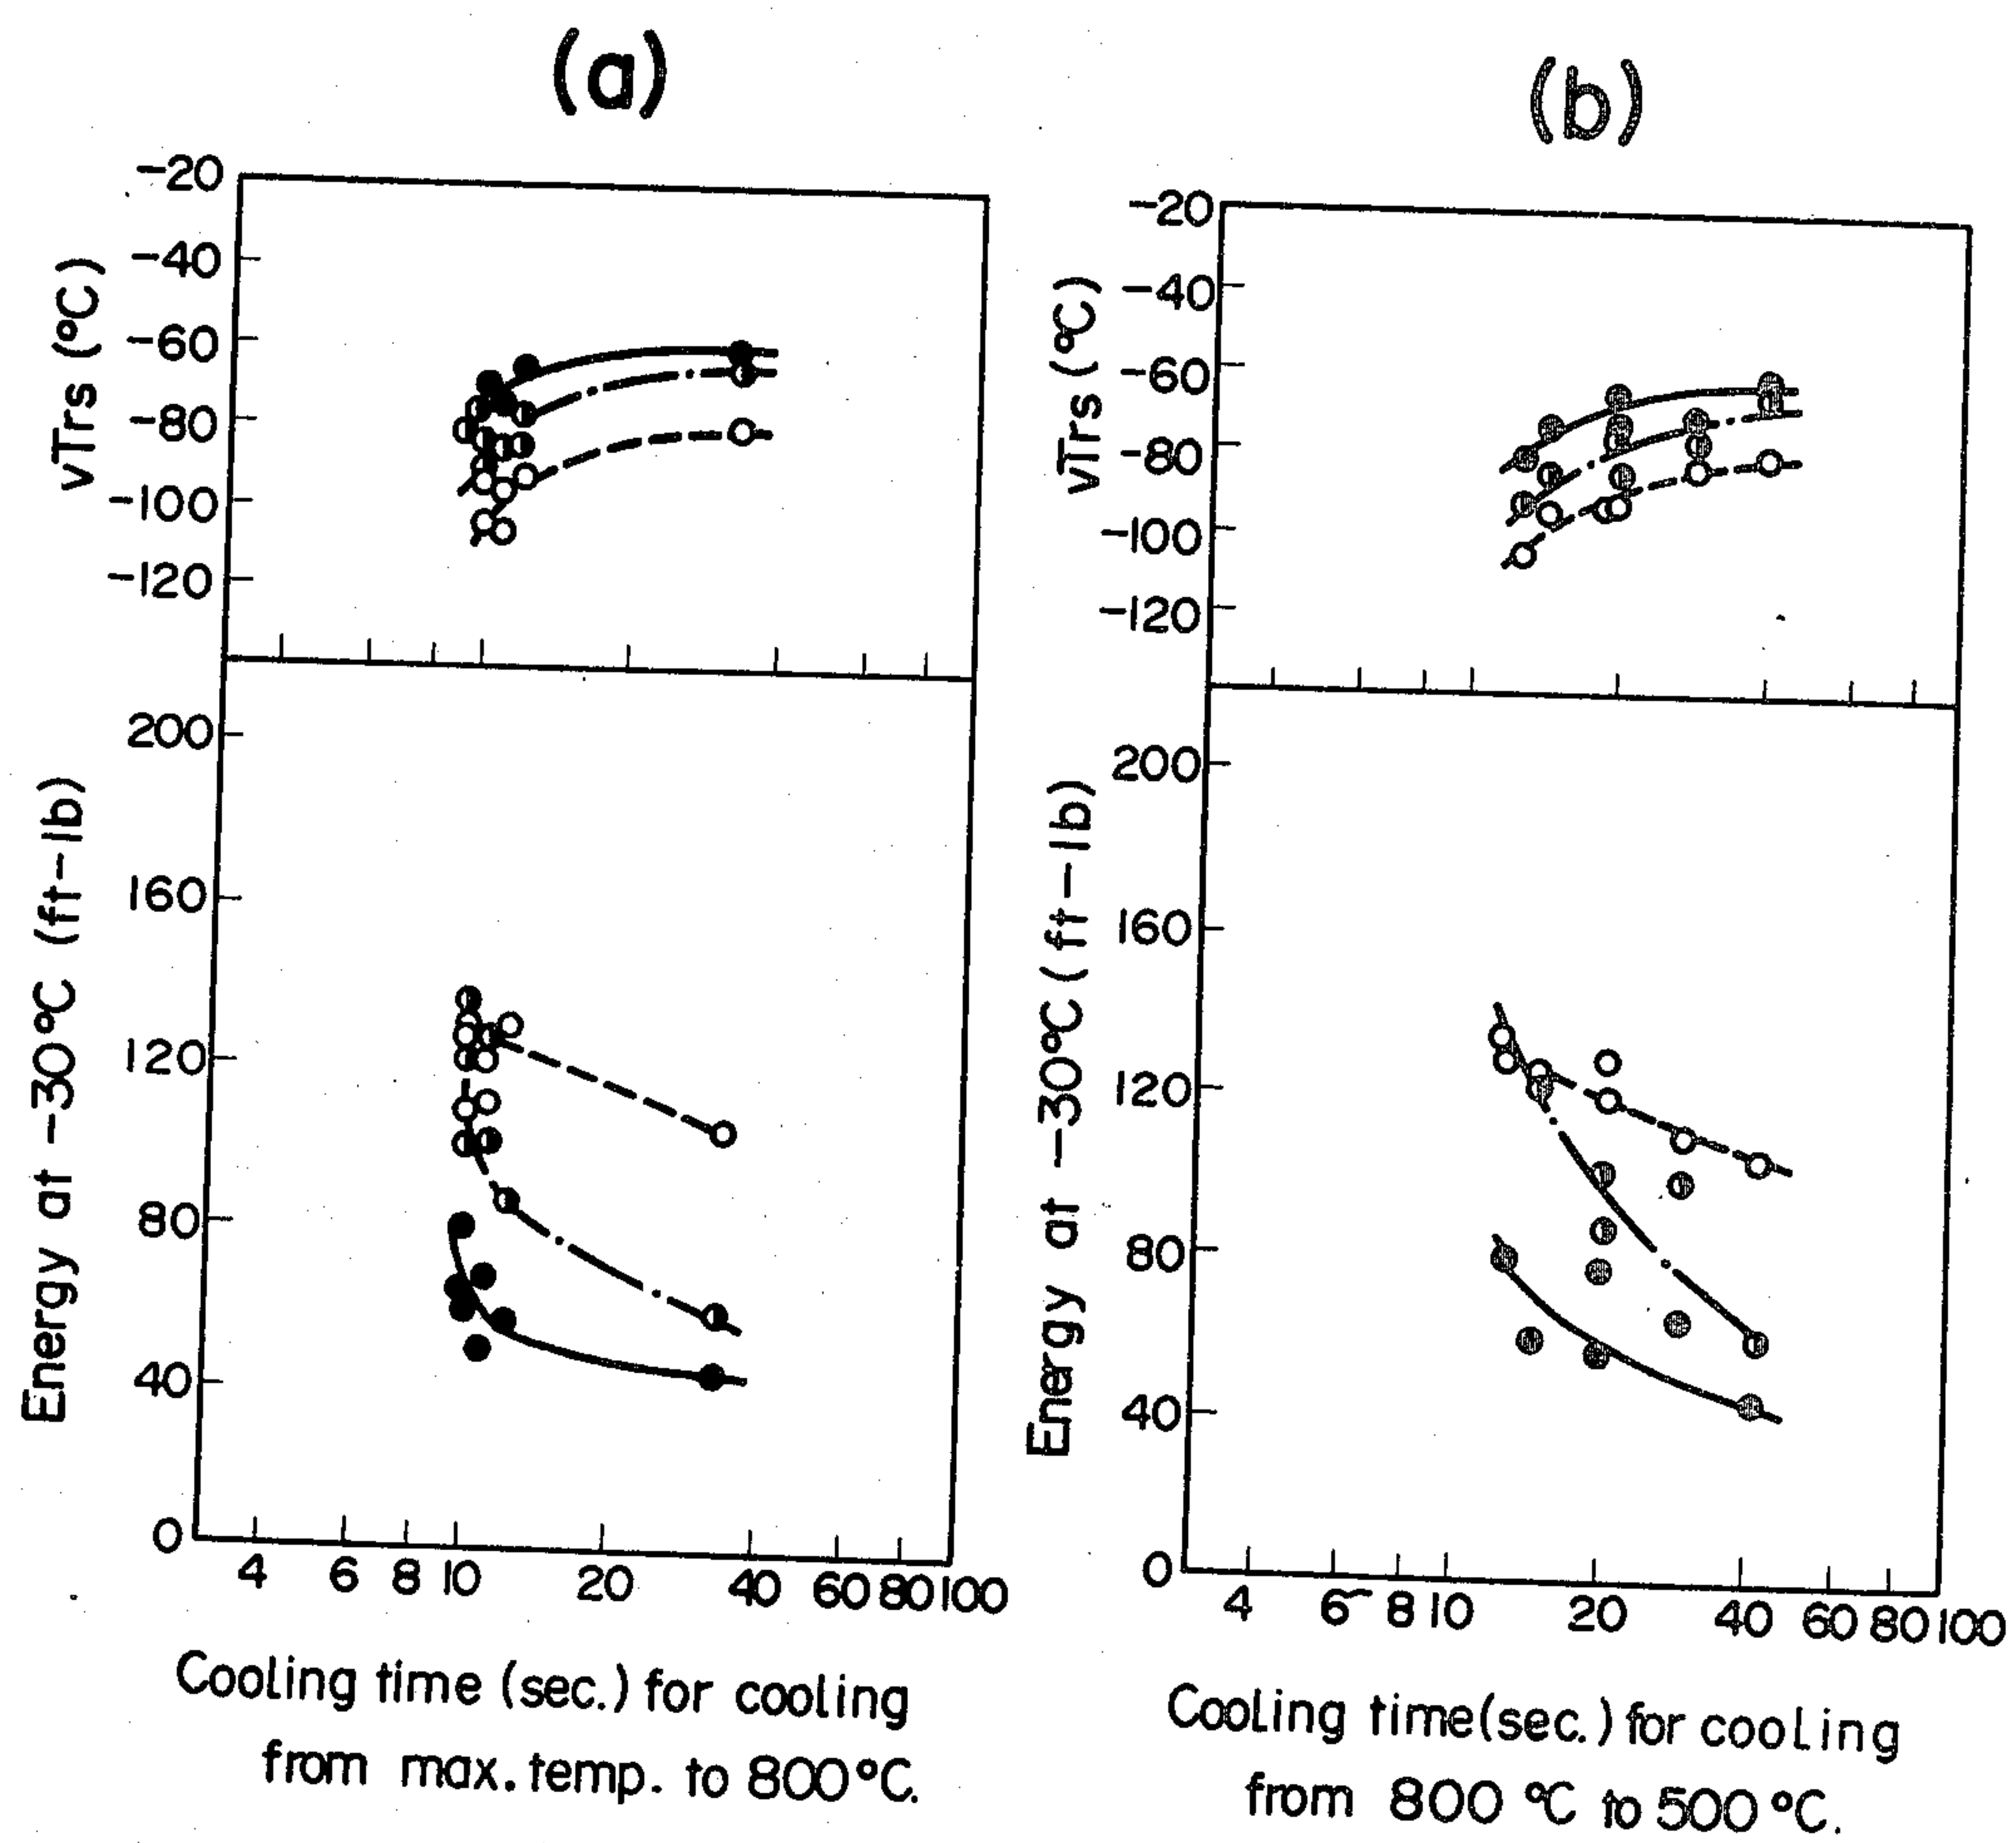 (a)
-20
-40
-60
-80
-100
-120
vTrs (°C)
200
160
120
80
40
0
Energy at -30°C (ft-lb)
4 6 8 10 20 40 60 80 100
Cooling time (sec.) for cooling
from max. temp. to 800°C.
(b)
-20
-40
-60
-80
-100
-120
vTrs (°C)
200
160
120
80
40
0
Energy at -30°C (ft-lb)
4 6 8 10 20 40 60 80 100
Cooling time (sec.) for cooling
from 800 °C to 500 °C.